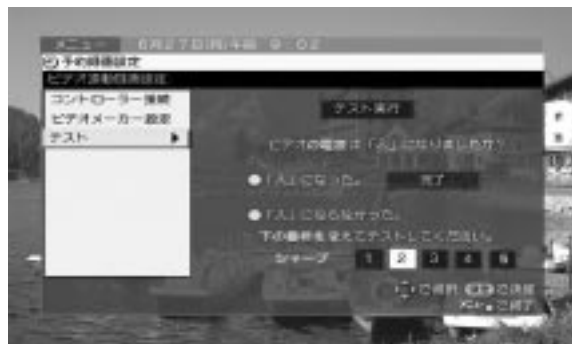 メニュー 6月27日(月)午前 9:02
予約録画設定
ビデオ連動録画設定
コントローラー接続
ビデオメーカー設定
テスト
テスト実行
ビデオの電源は「入」になりましたか?
●「入」になった。 完了
●「入」にならなかった。
下の番号を変えてテストしてください。
シャープ 1 2 3 4 5
で選択 で決定
で終了